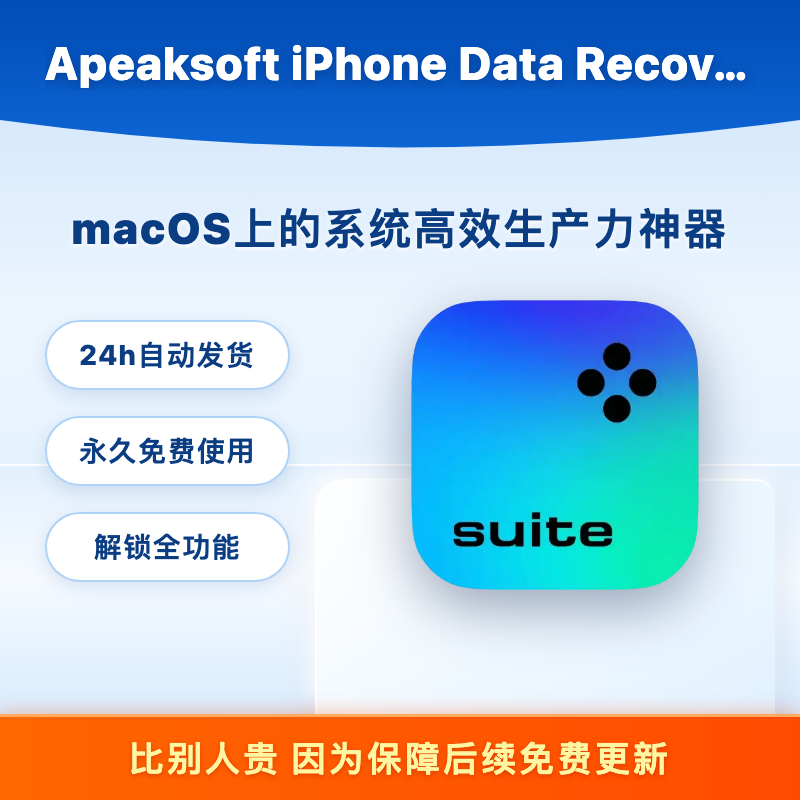 Apeaksoft iPhone Data Recov...
macOS上的系统高效生产力神器
24h自动发货
永久免费使用
解锁全功能
suite
比别人贵 因为保障后续免费更新